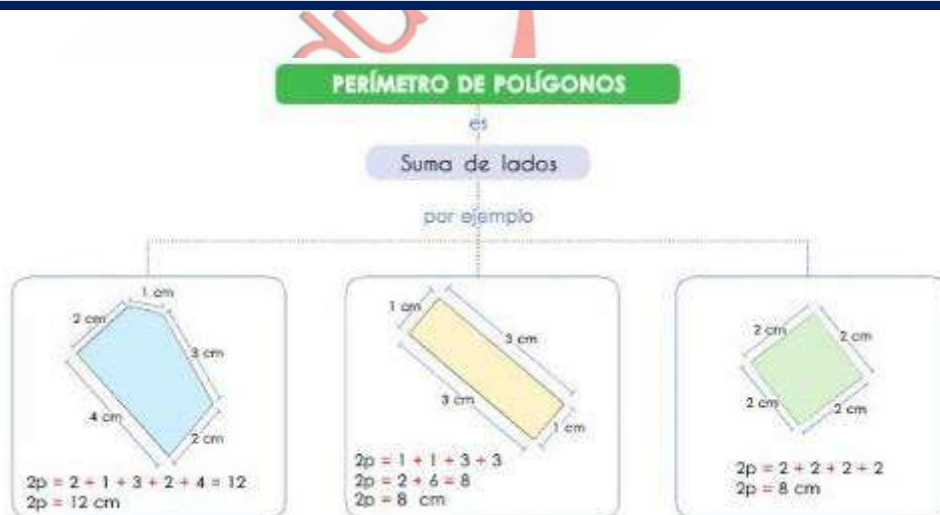 PERÍMETRO DE POLÍGONOS
es
Suma de lados
por ejemplo
1 cm
2 cm
3 cm
4 cm
2 cm
2p = 2 + 1 + 3 + 2 + 4 = 12
2p = 12 cm
1 cm
3 cm
3 cm
1 cm
2p = 1 + 1 + 3 + 3
2p = 2 + 6 = 8
2p = 8 cm
2 cm
2 cm
2 cm
2 cm
2p = 2 + 2 + 2 + 2
2p = 8 cm